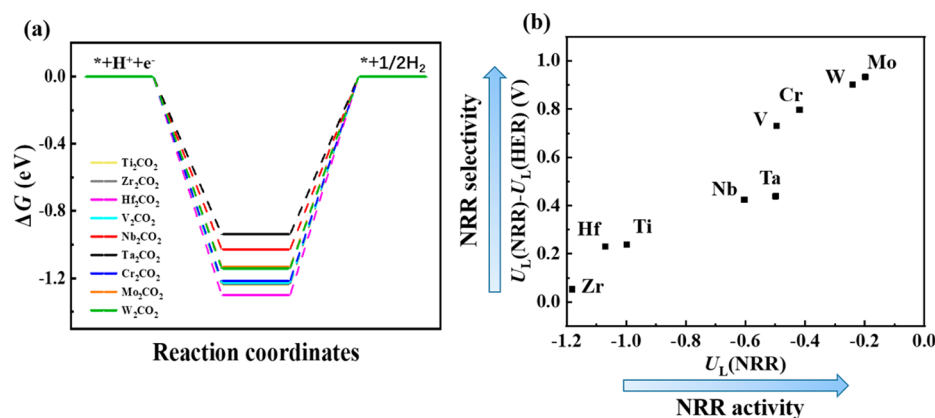 (a)
*+H⁺+e⁻
*+1/2H₂
0.0
-0.4
-0.8
-1.2
ΔG (eV)
Ti₂CO₂
Zr₂CO₂
Hf₂CO₂
V₂CO₂
Nb₂CO₂
Ta₂CO₂
Cr₂CO₂
Mo₂CO₂
W₂CO₂
Reaction coordinates
(b)
NRR selectivity
U_L(NRR)-U_L(HER) (V)
1.0
0.8
0.6
0.4
0.2
0.0
Mo
W
Cr
V
Ta
Nb
Hf
Ti
Zr
-1.2 -1.0 -0.8 -0.6 -0.4 -0.2 0.0
U_L(NRR)
NRR activity